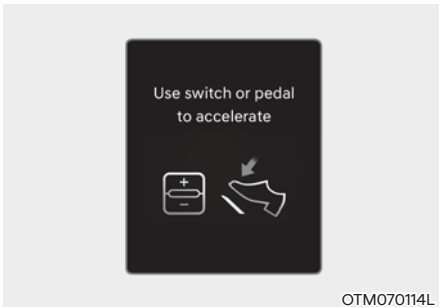 Use switch or pedal
to accelerate
+
−
OTM070114L